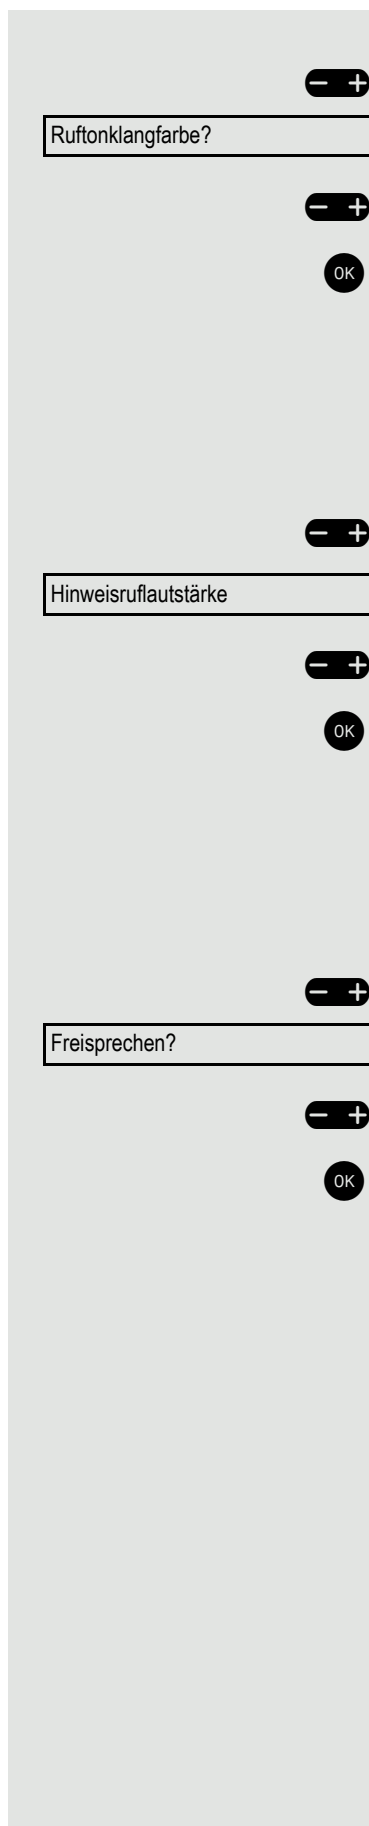 − +
Ruftonklangfarbe?
− +
OK
− +
Hinweisruflautstärke
− +
OK
− +
Freisprechen?
− +
OK